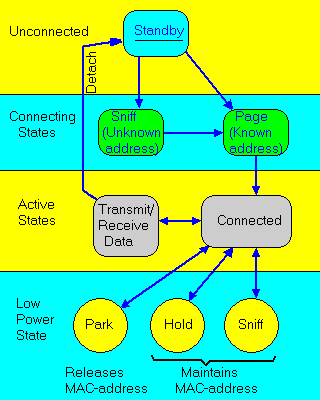 Unconnected
Standby
Detach
Connecting
States
Sniff
(Unknown
address)
Page
(Known
address)
Active
States
Transmit/
Receive
Data
Connected
Low
Power
State
Park
Hold
Sniff
Releases
MAC-address
Maintains
MAC-address